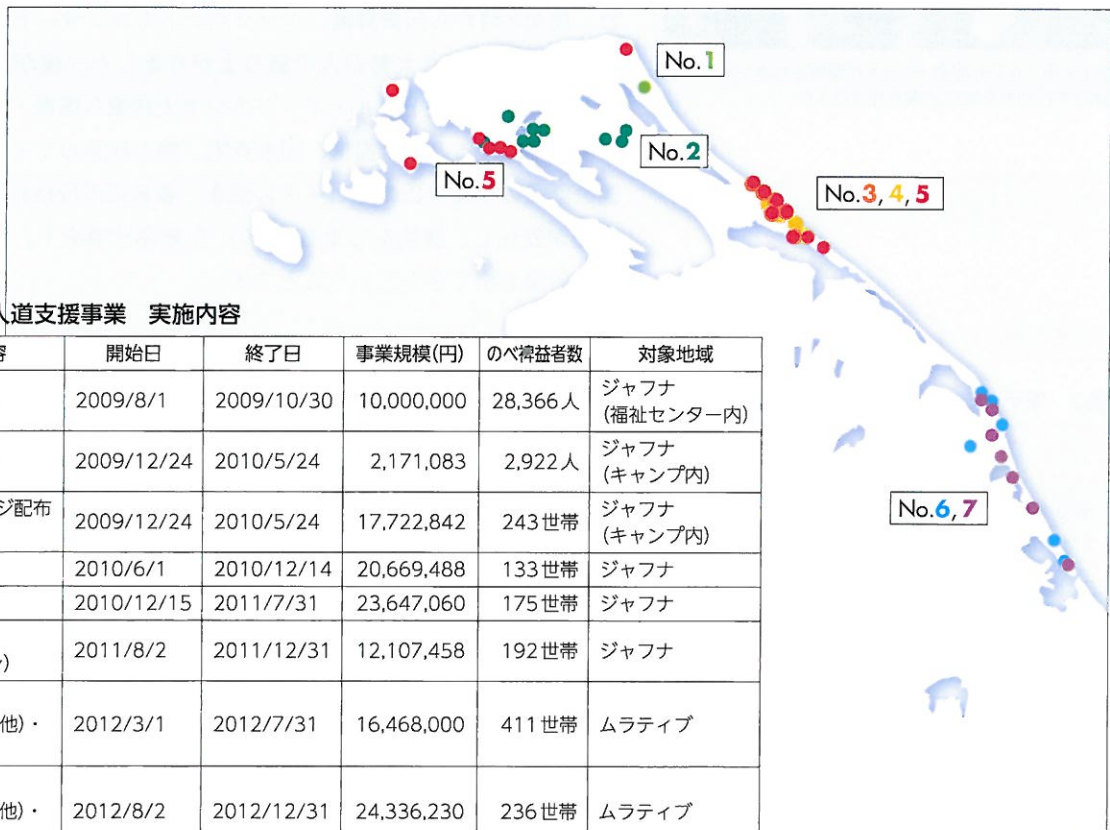 No.1
No.2
No.5
No.3, 4, 5
No.6, 7
人道支援事業 実施内容
容 開始日 終了日 事業規模(円) のべ裨益者数 対象地域
2009/8/1 2009/10/30 10,000,000 28,366人 ジャフナ
(福祉センター内)
2009/12/24 2010/5/24 2,171,083 2,922人 ジャフナ
(キャンプ内)
ジ配布 2009/12/24 2010/5/24 17,722,842 243世帯 ジャフナ
(キャンプ内)
2010/6/1 2010/12/14 20,669,488 133世帯 ジャフナ
2010/12/15 2011/7/31 23,647,060 175世帯 ジャフナ
2011/8/2 2011/12/31 12,107,458 192世帯 ジャフナ
他)・ 2012/3/1 2012/7/31 16,468,000 411世帯 ムラティブ
他)・ 2012/8/2 2012/12/31 24,336,230 236世帯 ムラティブ